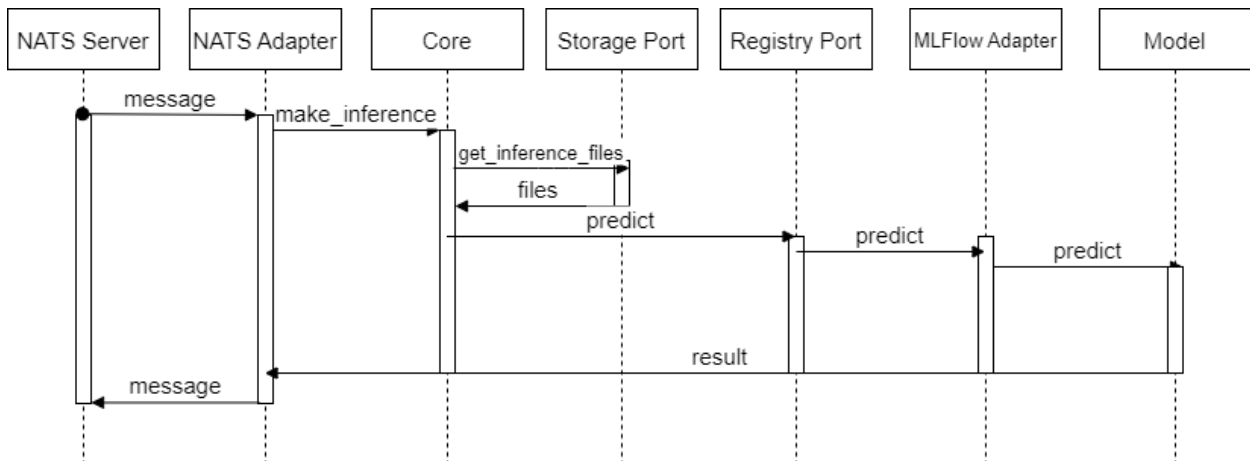 NATS Server
NATS Adapter
Core
Storage Port
Registry Port
MLFlow Adapter
Model
message
make_inference
get_inference_files
files
predict
predict
predict
result
message